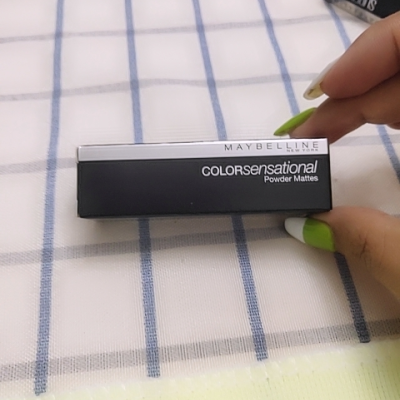 MAYBELLINE
NEW YORK
COLORsensational
Powder Mattes